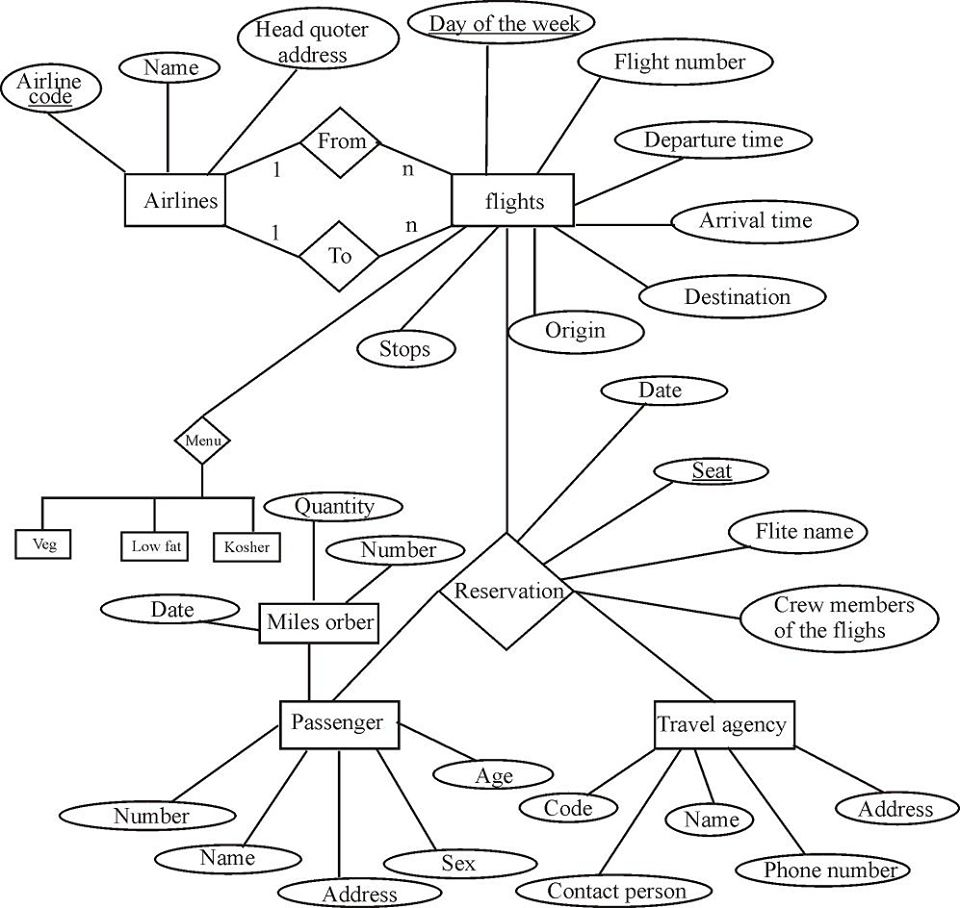 Head quoter
address
Day of the week
Name
Airline
code
Flight number
From
Departure time
1
n
Airlines
flights
Arrival time
1
n
To
Destination
Origin
Stops
Date
Menu
Seat
Quantity
Flite name
Veg
Low fat
Kosher
Number
Reservation
Date
Crew members
of the flighs
Miles orber
Passenger
Travel agency
Age
Code
Address
Number
Name
Name
Sex
Phone number
Address
Contact person